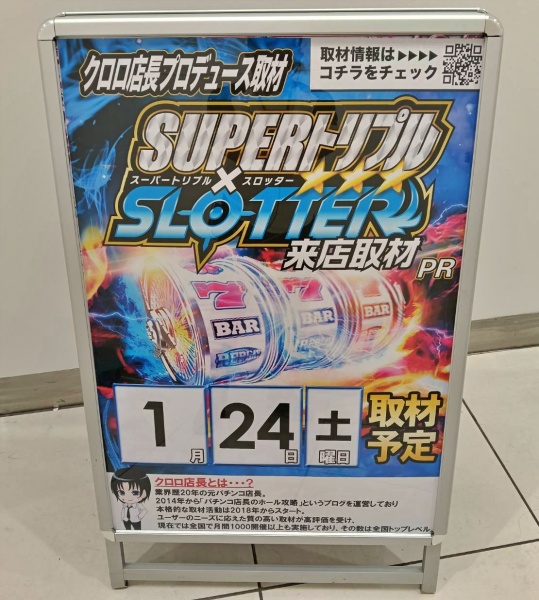 クロロ店長プロデュース取材
取材情報は▶▶▶▶
コチラをチェック
SUPERトリプル
スーパートリプル × スロッター
SLOTTER
来店取材
PR
7 7 7
BAR BAR
REPLAY
1月 24日 土曜日
取材
予定
クロロ店長とは・・・?
業界歴20年の元パチンコ店長。
2014年から「パチンコ店長のホール攻略」というブログを運営しており
本格的な取材活動は2018年からスタート。
ユーザーのニーズに応えた質の高い取材が高評価を受け、
現在では全国で月間1000開催以上も実施しており、その数は全国トップレベル